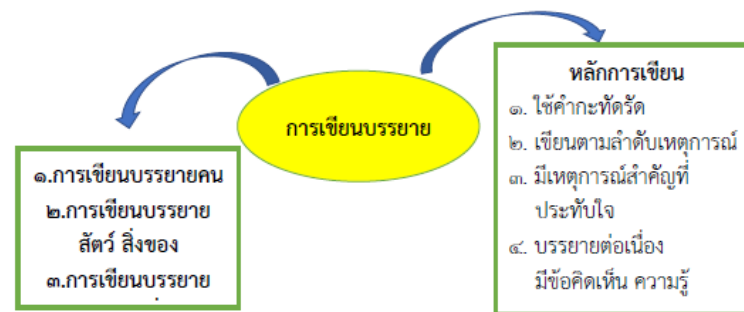 การเขียนบรรยาย
๑.การเขียนบรรยายคน
๒.การเขียนบรรยาย
สัตว์ สิ่งของ
๓.การเขียนบรรยาย
หลักการเขียน
๑. ใช้คำกะทัดรัด
๒. เขียนตามลำดับเหตุการณ์
๓. มีเหตุการณ์สำคัญที่
ประทับใจ
๔. บรรยายต่อเนื่อง
มีข้อคิดเห็น ความรู้